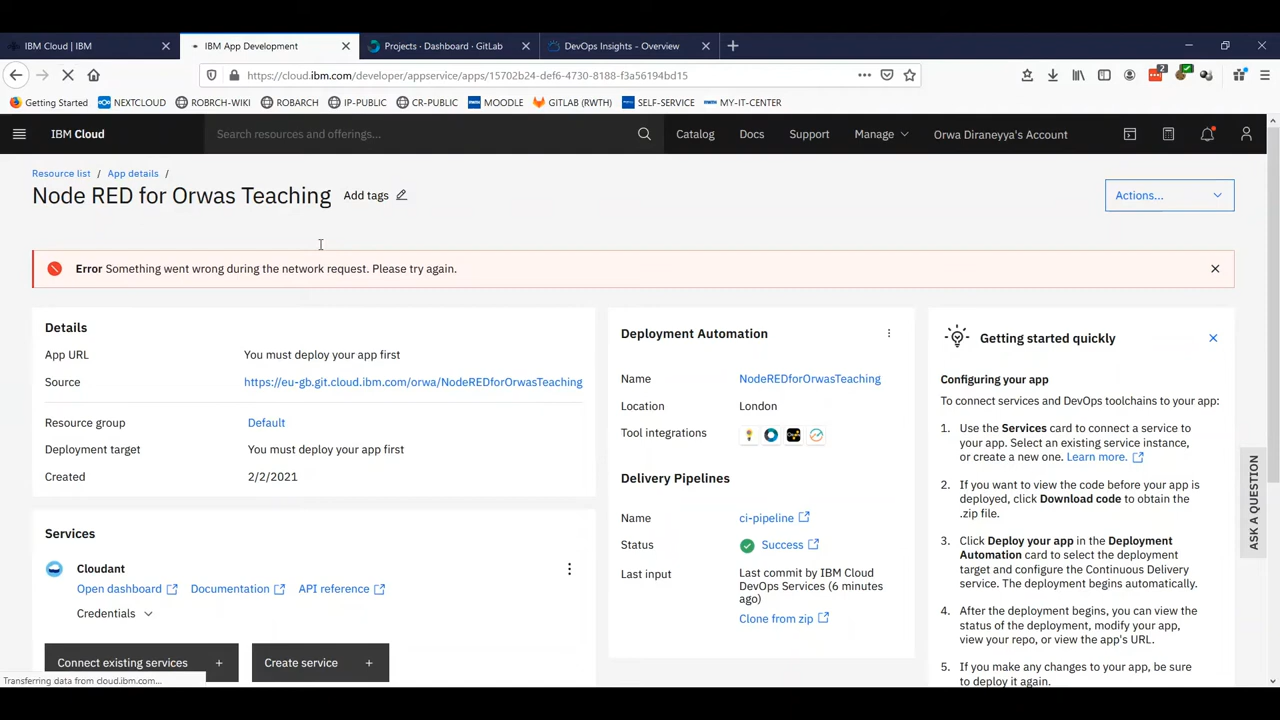 IBM Cloud | IBM
IBM App Development
Projects · Dashboard · GitLab
DevOps Insights - Overview
https://cloud.ibm.com/developer/appservice/apps/15702b24-def6-4730-8188-f3a56194bd15
2
Getting Started
NEXTCLOUD
ROBRCH-WIKI
ROBARCH
IP-PUBLIC
CR-PUBLIC
MOODLE
GITLAB (RWTH)
SELF-SERVICE
MY-IT-CENTER
IBM Cloud
Search resources and offerings...
Catalog
Docs
Support
Manage
Orwa Diraneyya's Account
Resource list / App details /
Node RED for Orwas Teaching
Add tags
Actions...
Error Something went wrong during the network request. Please try again.
Details
App URL You must deploy your app first
Source https://eu-gb.git.cloud.ibm.com/orwa/NodeREDforOrwasTeaching
Resource group Default
Deployment target You must deploy your app first
Created 2/2/2021
Services
Cloudant
Open dashboard Documentation API reference
Credentials
Connect existing services +
Create service +
Deployment Automation
Name NodeREDforOrwasTeaching
Location London
Tool integrations
Delivery Pipelines
Name ci-pipeline
Status Success
Last input Last commit by IBM Cloud
DevOps Services (6 minutes
ago)
Clone from zip
Getting started quickly
Configuring your app
To connect services and DevOps toolchains to your app:
1. Use the Services card to connect a service to
your app. Select an existing service instance,
or create a new one. Learn more.
2. If you want to view the code before your app is
deployed, click Download code to obtain the
.zip file.
3. Click Deploy your app in the Deployment
Automation card to select the deployment
target and configure the Continuous Delivery
service. The deployment begins automatically.
4. After the deployment begins, you can view the
status of the deployment, modify your app,
view your repo, or view the app's URL.
5. If you make any changes to your app, be sure
to deploy it again.
ASK A QUESTION
Transferring data from cloud.ibm.com...